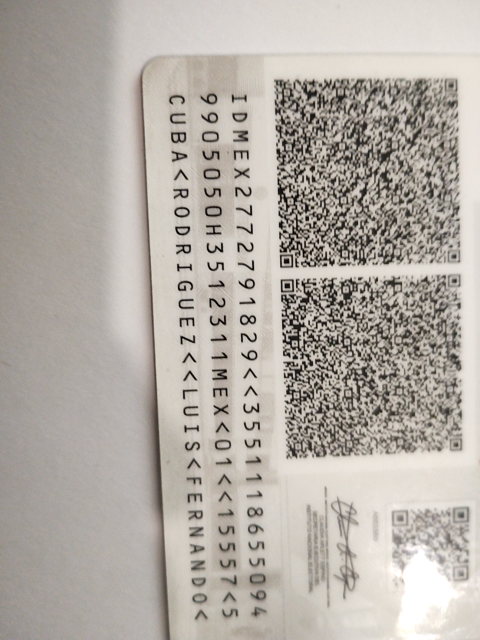 IDMEX2772791829<<3551118655094
9905050H3512311MEX<01<<15557<5
CUBA<RODRIGUEZ<<LUIS<FERNANDO<